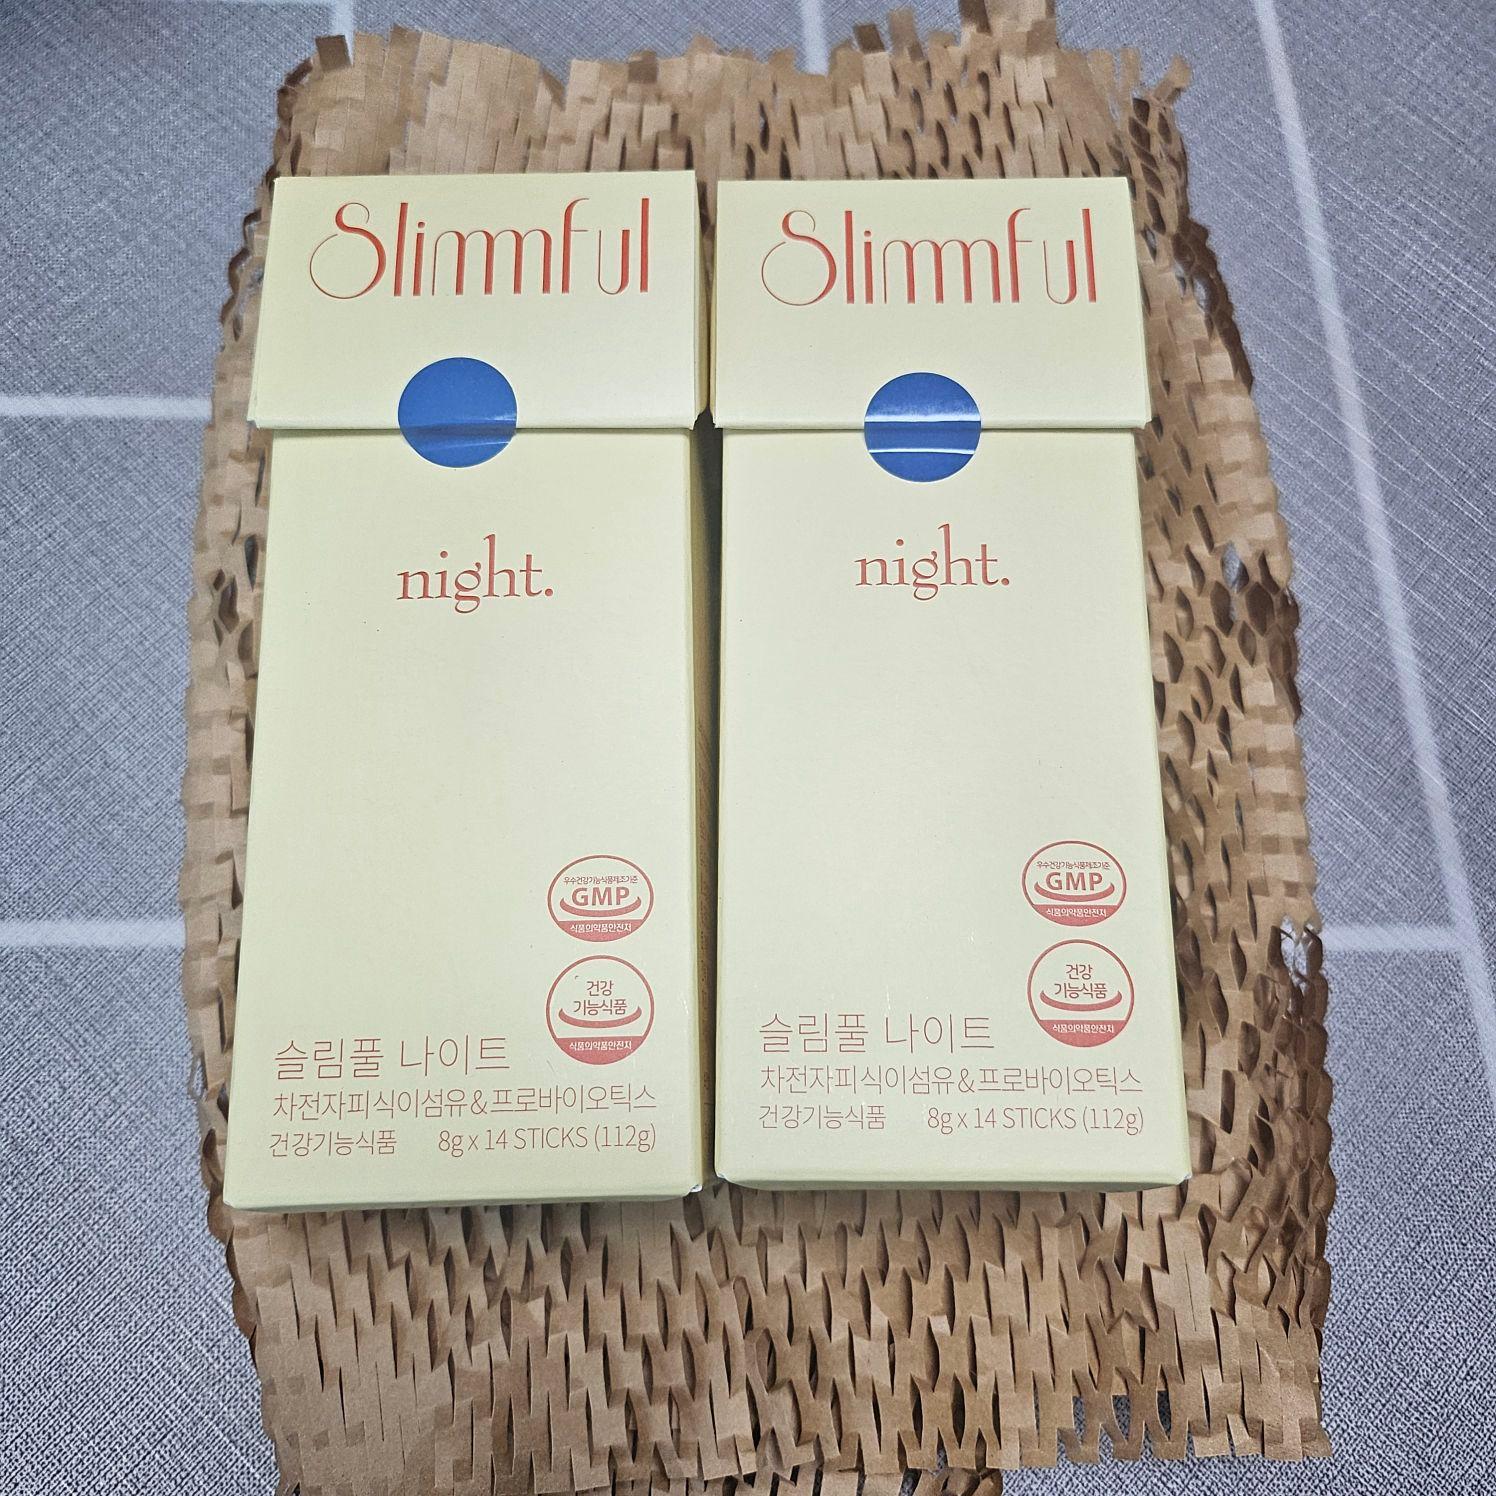 Slimmful
night.
우수건강기능식품제조기준
GMP
식품의약품안전처
건강
기능식품
식품의약품안전처
슬림풀 나이트
차전자피식이섬유&프로바이오틱스
건강기능식품 8g x 14 STICKS (112g)
Slimmful
night.
우수건강기능식품제조기준
GMP
식품의약품안전처
건강
기능식품
식품의약품안전처
슬림풀 나이트
차전자피식이섬유&프로바이오틱스
건강기능식품 8g x 14 STICKS (112g)